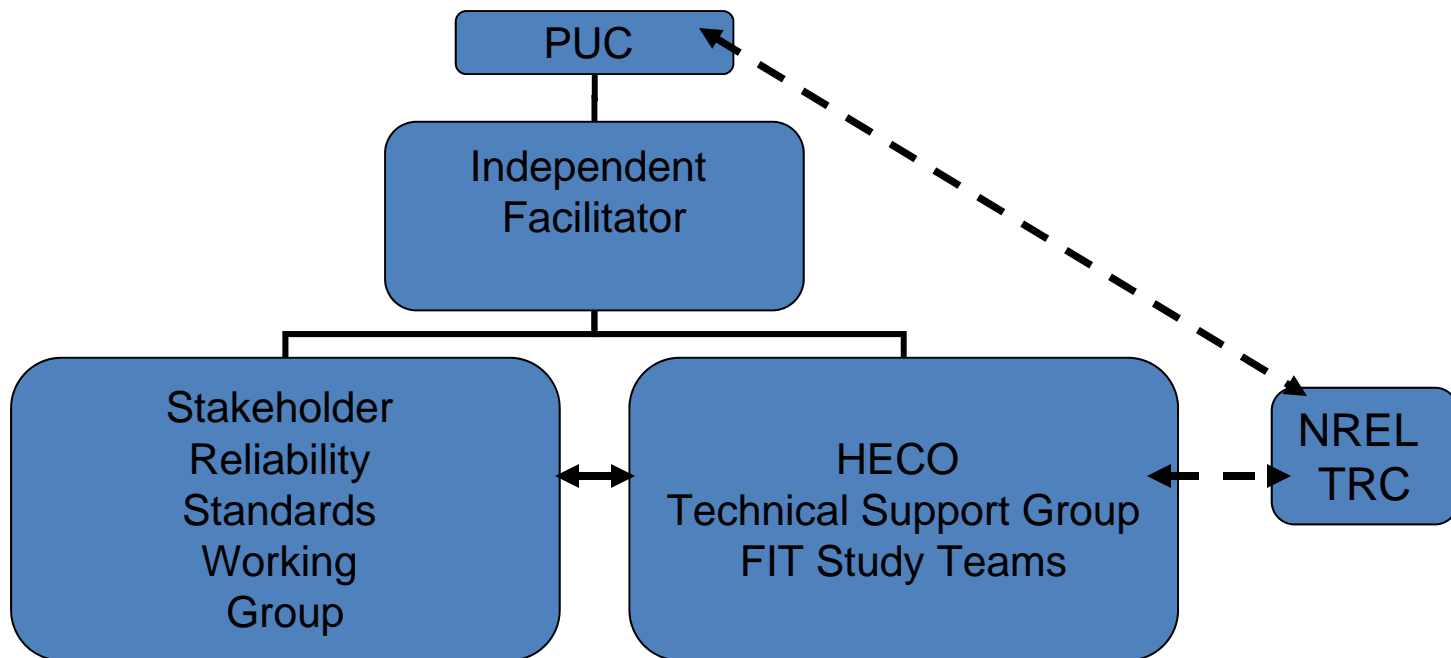 PUC
Independent
Facilitator
Stakeholder
Reliability
Standards
Working
Group
HECO
Technical Support Group
FIT Study Teams
NREL
TRC